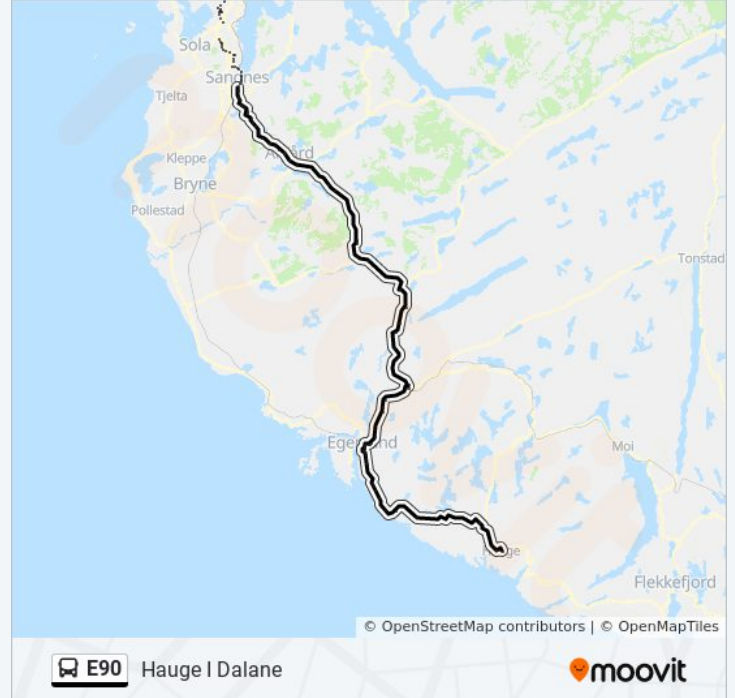 Sola
Sandnes
Tjelta
Ålgård
Kleppe
Bryne
Pollestad
Tonstad
Egersund
Moi
Hauge
Flekkefjord
© OpenStreetMap contributors | © OpenMapTiles
E90 Hauge I Dalane
moovit